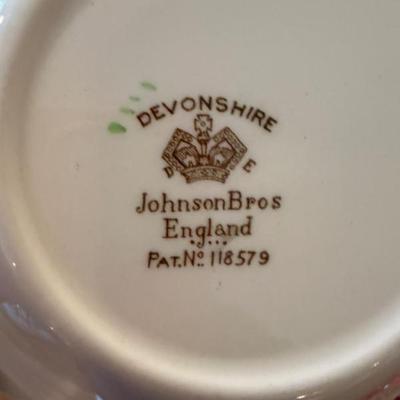 DEVONSHIRE
D E
JohnsonBros
England
PAT. No. 118579